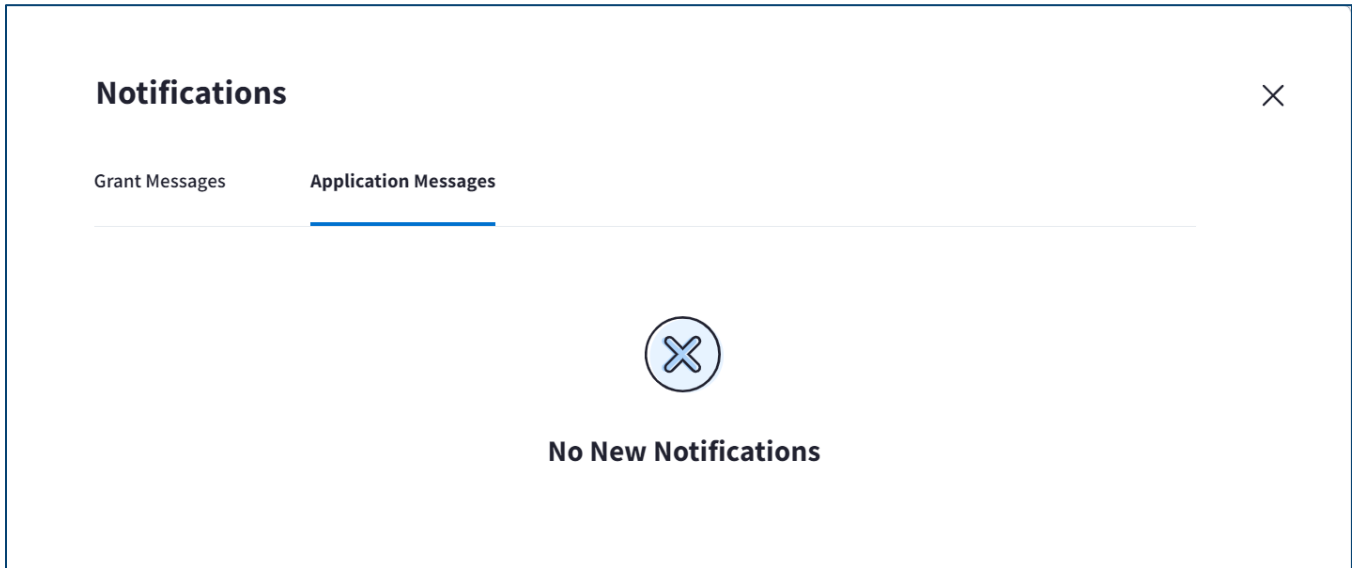 Notifications
Grant Messages Application Messages
No New Notifications